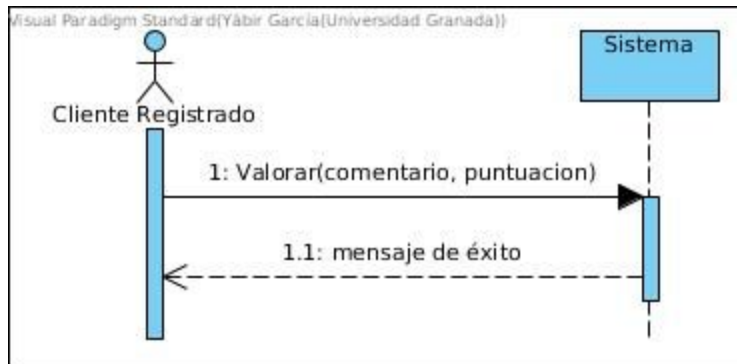 Visual Paradigm Standard(Yábir García(Universidad Granada))
Sistema
Cliente Registrado
1: Valorar(comentario, puntuacion)
1.1: mensaje de éxito